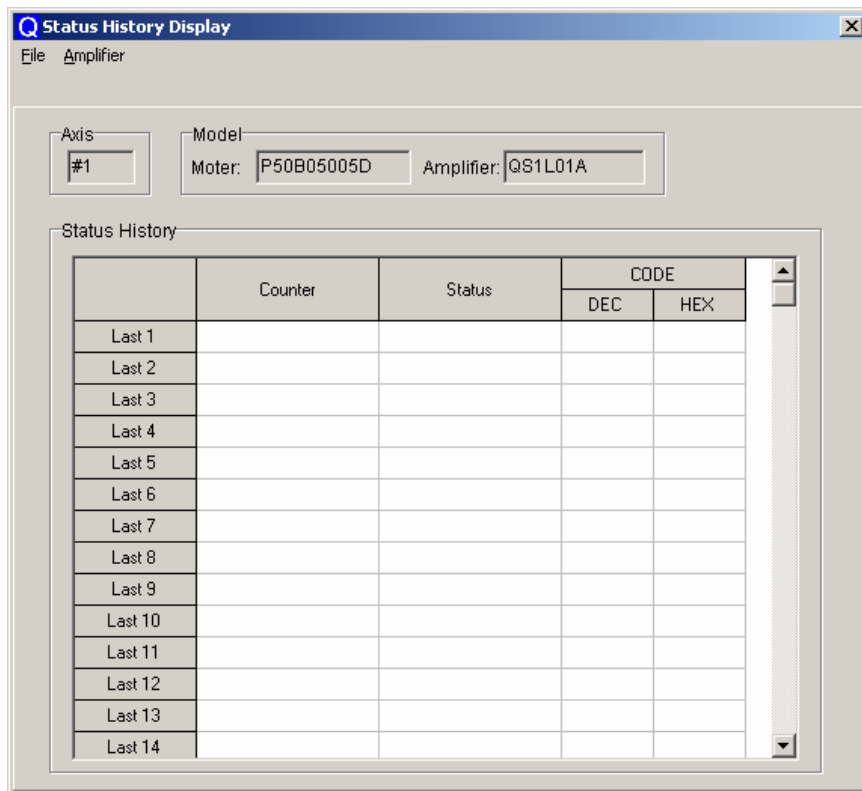 Q Status History Display
File Amplifier
Axis
#1
Model
Moter: P50B05005D Amplifier: QS1L01A
Status History
Counter Status CODE
DEC HEX
Last 1
Last 2
Last 3
Last 4
Last 5
Last 6
Last 7
Last 8
Last 9
Last 10
Last 11
Last 12
Last 13
Last 14